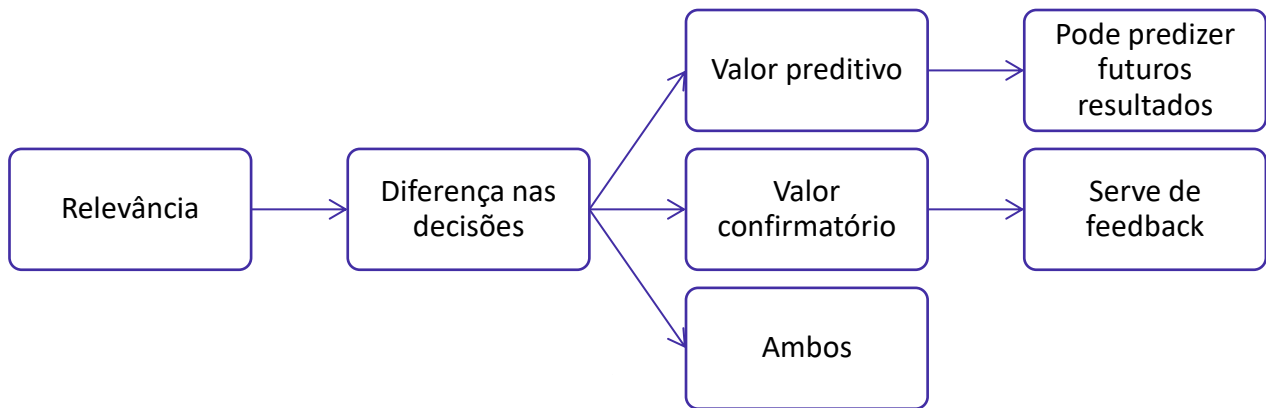 Relevância
Diferença nas
decisões
Valor preditivo
Pode predizer
futuros
resultados
Valor
confirmatório
Serve de
feedback
Ambos